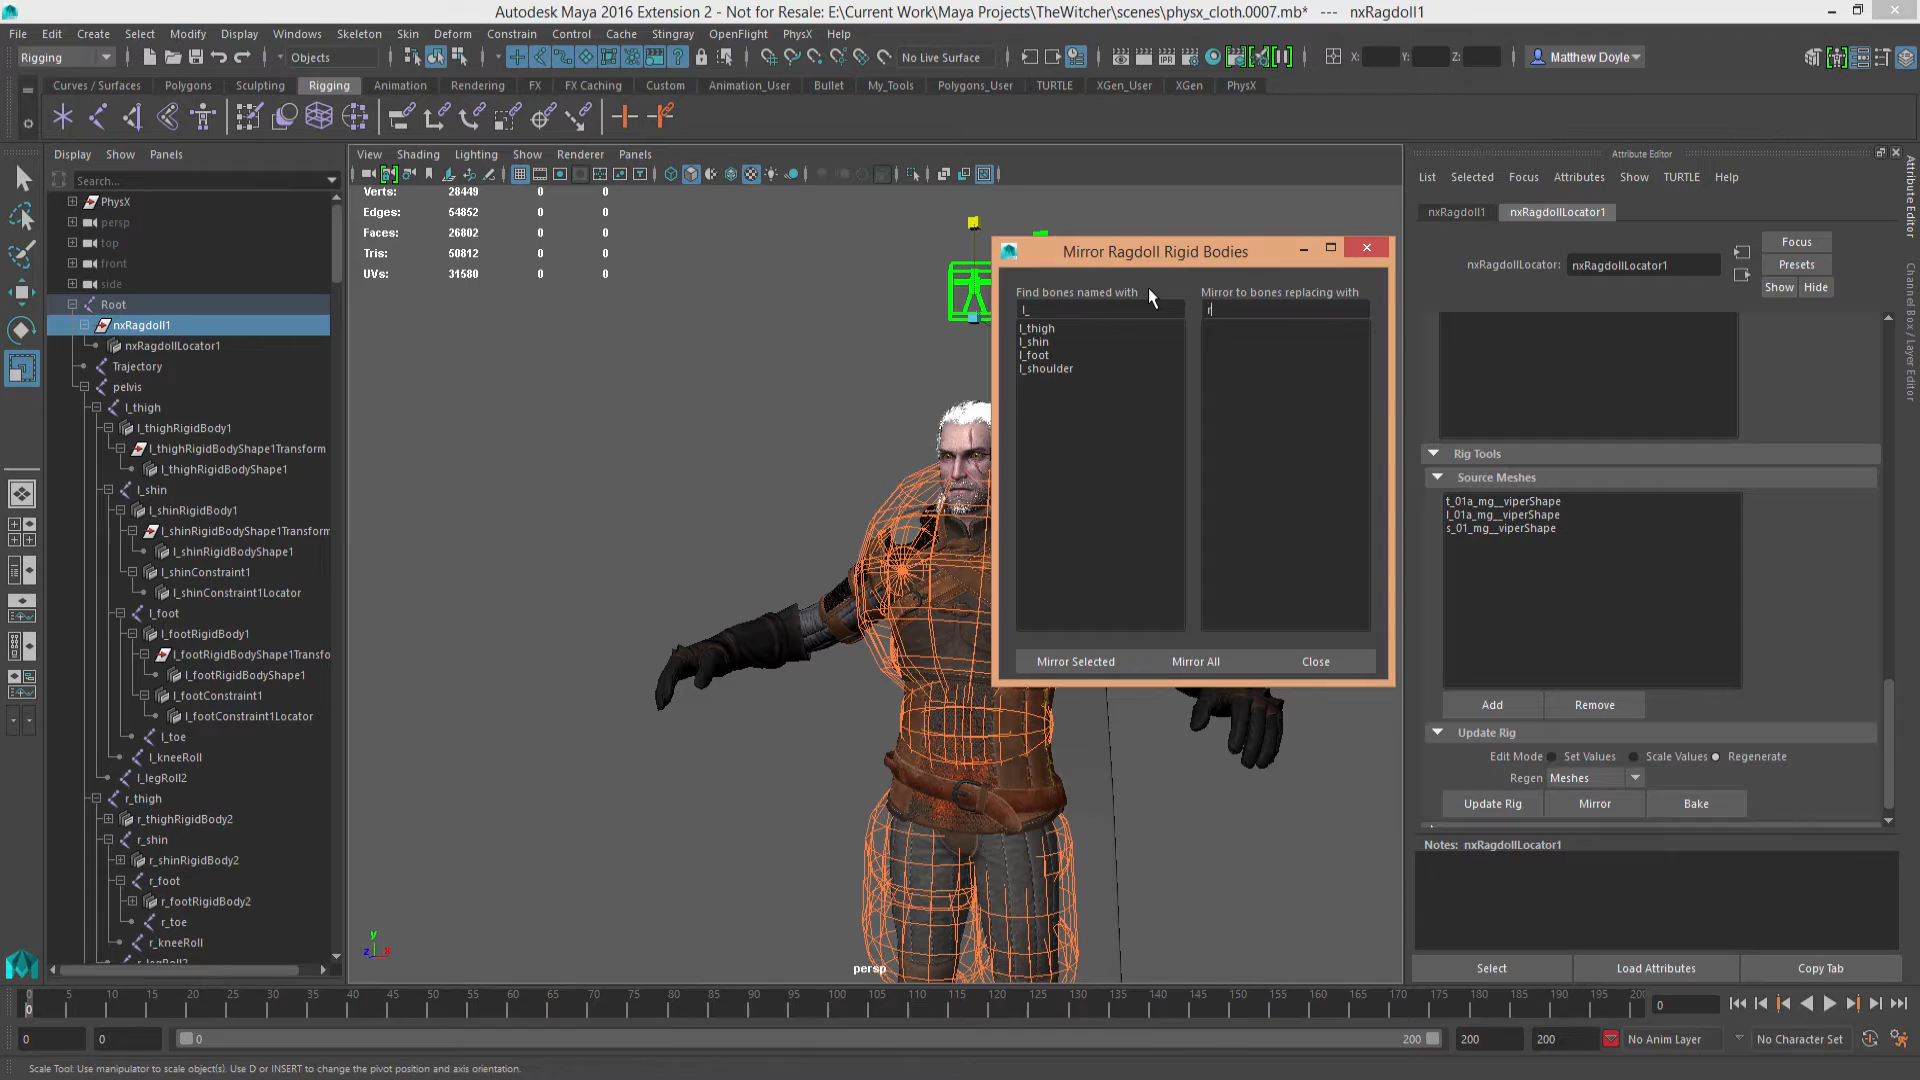 Autodesk Maya 2016 Extension 2 - Not for Resale: E:\Current Work\Maya Projects\TheWitcher\scenes\physx_cloth.0007.mb* --- nxRagdoll1
File Edit Create Select Modify Display Windows Skeleton Skin Deform Constrain Control Cache Stingray OpenFlight PhysX Help
Rigging Objects No Live Surface X: Y: Z: Matthew Doyle
Curves / Surfaces Polygons Sculpting Rigging Animation Rendering FX FX Caching Custom Animation_User Bullet My_Tools Polygons_User TURTLE XGen_User XGen PhysX
Display Show Panels
Search...
PhysX
persp
top
front
side
Root
nxRagdoll1
nxRagdollLocator1
Trajectory
pelvis
l_thigh
l_thighRigidBody1
l_thighRigidBodyShape1Transform
l_thighRigidBodyShape1
l_shin
l_shinRigidBody1
l_shinRigidBodyShape1Transform
l_shinRigidBodyShape1
l_shinConstraint1
l_shinConstraint1Locator
l_foot
l_footRigidBody1
l_footRigidBodyShape1Transfo
l_footRigidBodyShape1
l_footConstraint1
l_footConstraint1Locator
l_toe
l_kneeRoll
l_legRoll2
r_thigh
r_thighRigidBody2
r_shin
r_shinRigidBody2
r_foot
r_footRigidBody2
r_toe
r_kneeRoll
r_legRoll2
View Shading Lighting Show Renderer Panels
Verts: 28449 0 0
Edges: 54852 0 0
Faces: 26802 0 0
Tris: 50812 0 0
UVs: 31580 0 0
y
z x
persp
Mirror Ragdoll Rigid Bodies
Find bones named with Mirror to bones replacing with
l_ r
l_thigh
l_shin
l_foot
l_shoulder
Mirror Selected Mirror All Close
Attribute Editor
List Selected Focus Attributes Show TURTLE Help
nxRagdoll1 nxRagdollLocator1
nxRagdollLocator: nxRagdollLocator1
Focus
Presets
Show Hide
Rig Tools
Source Meshes
t_01a_mg__viperShape
l_01a_mg__viperShape
s_01_mg__viperShape
Add Remove
Update Rig
Edit Mode Set Values Scale Values Regenerate
Regen Meshes
Update Rig Mirror Bake
Notes: nxRagdollLocator1
Select Load Attributes Copy Tab
Attribute Editor
Channel Box / Layer Editor
0 5 10 15 20 25 30 35 40 45 50 55 60 65 70 75 80 85 90 95 100 105 110 115 120 125 130 135 140 145 150 155 160 165 170 175 180 185 190 195 200
0 0
0 0 0 200 200 200 No Anim Layer No Character Set
Scale Tool: Use manipulator to scale object(s). Use D or INSERT to change the pivot position and axis orientation.